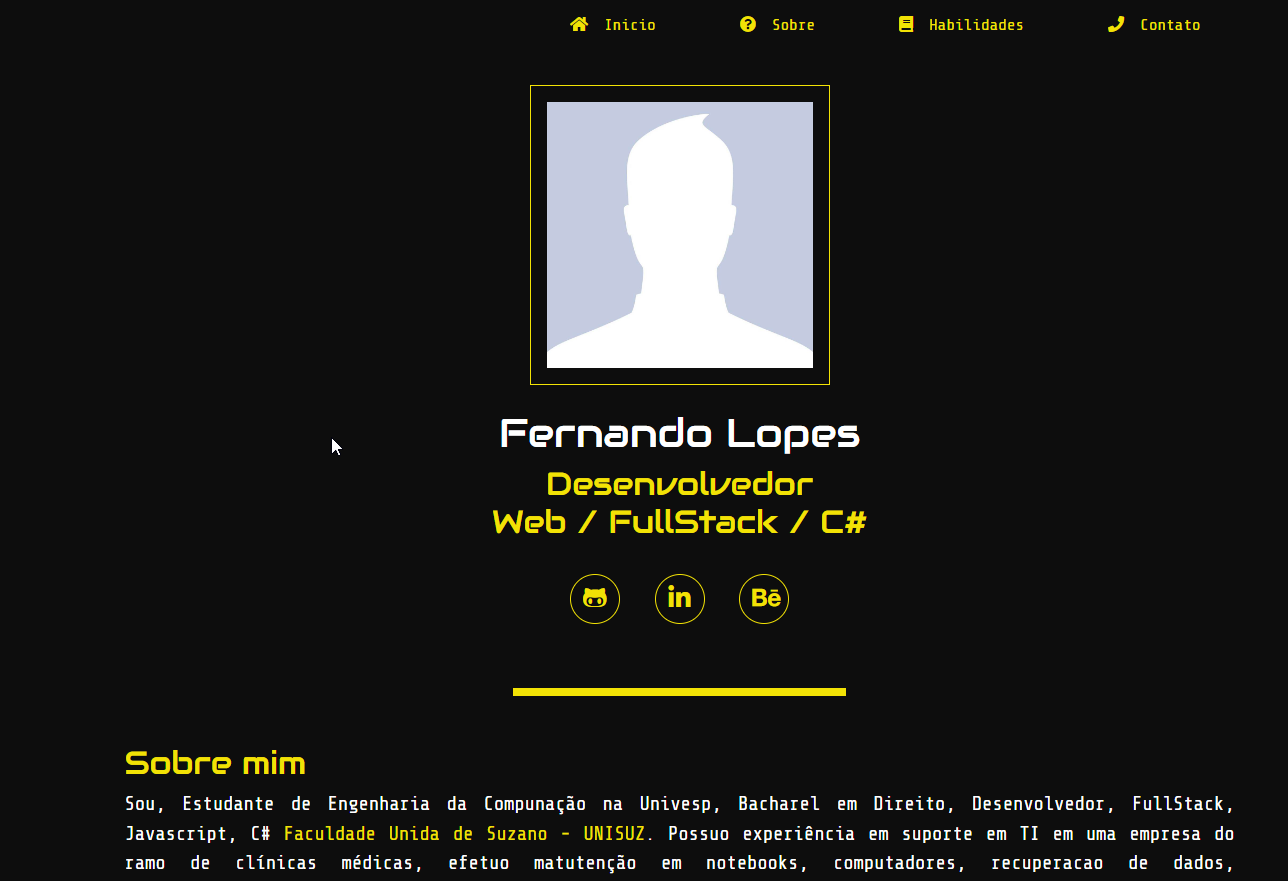 Inicio Sobre Habilidades Contato
Fernando Lopes
Desenvolvedor
Web / FullStack / C#
in Bē
Sobre mim
Sou, Estudante de Engenharia da Compunação na Univesp, Bacharel em Direito, Desenvolvedor, FullStack,
Javascript, C# Faculdade Unida de Suzano - UNISUZ. Possuo experiência em suporte em TI em uma empresa do
ramo de clínicas médicas, efetuo matutenção em notebooks, computadores, recuperacao de dados,